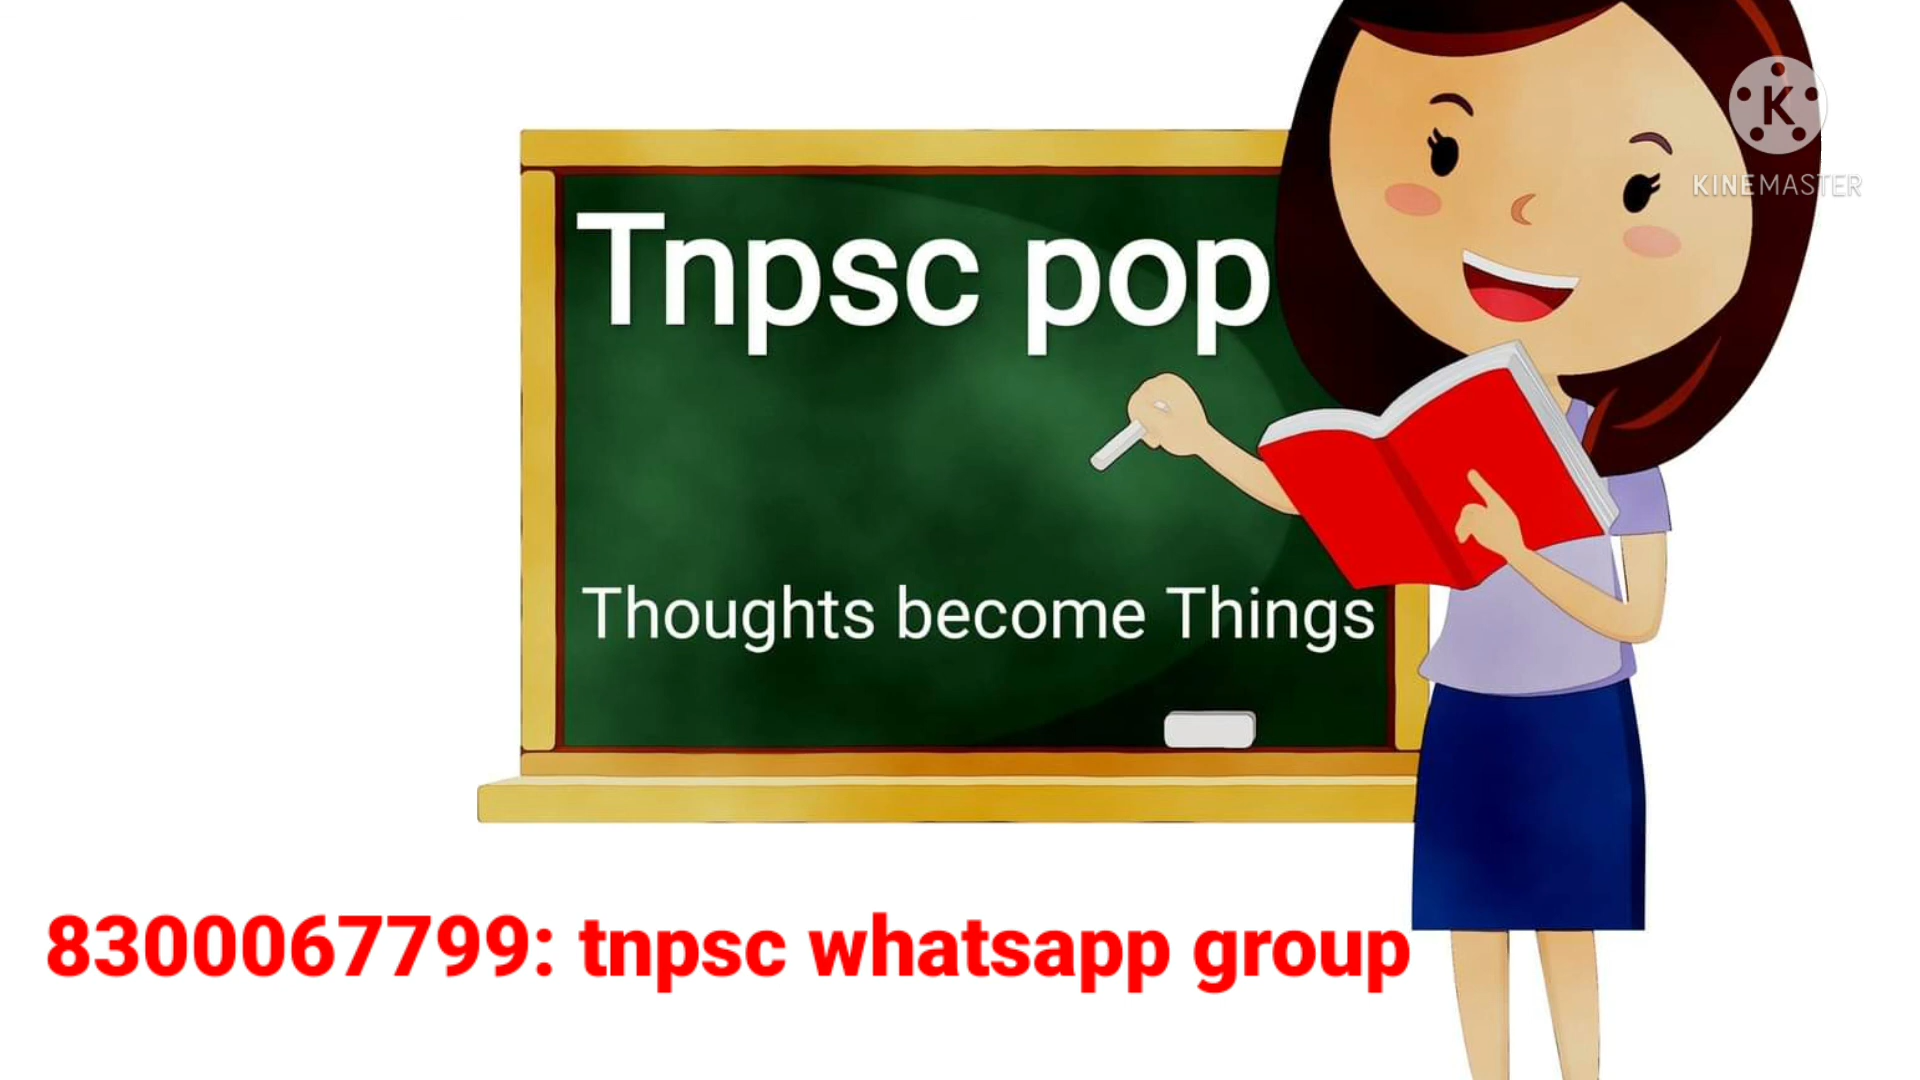 Tnpsc pop
K
KINEMASTER
Thoughts become Things
8300067799: tnpsc whatsapp group